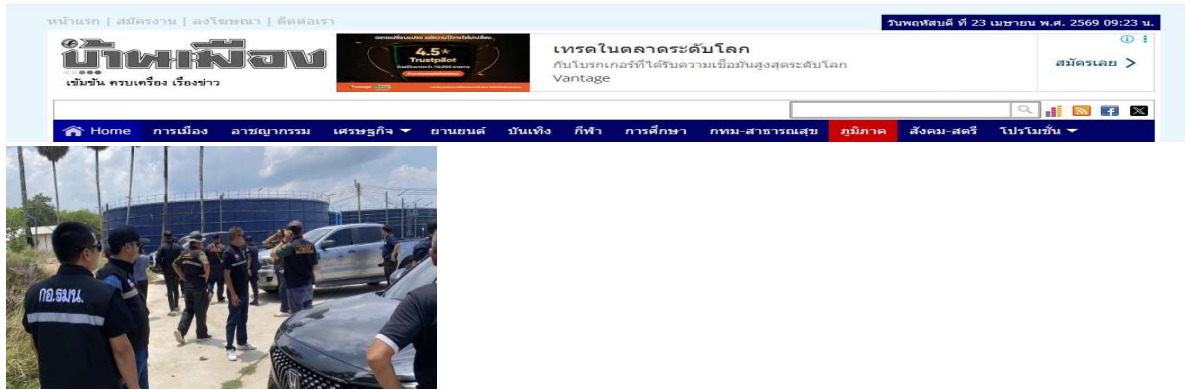 หน้าแรก | สมัครงาน | ลงโฆษณา | ติดต่อเรา
วันพฤหัสบดี ที่ 23 เมษายน พ.ศ. 2569 09:23 น.
บ้านเมือง
เข้มข้น ครบเครื่อง เรื่องข่าว
4.5★
Trustpilot
Vantage
เทรดในตลาดระดับโลก
กับโบรกเกอร์ที่ได้รับความเชื่อมั่นสูงสุดระดับโลก
Vantage
สมัครเลย
Home การเมือง อาชญากรรม เศรษฐกิจ ยานยนต์ บันเทิง กีฬา การศึกษา กทม-สาธารณสุข ภูมิภาค สังคม-สตรี โปรโมชั่น
กอ.รมน.